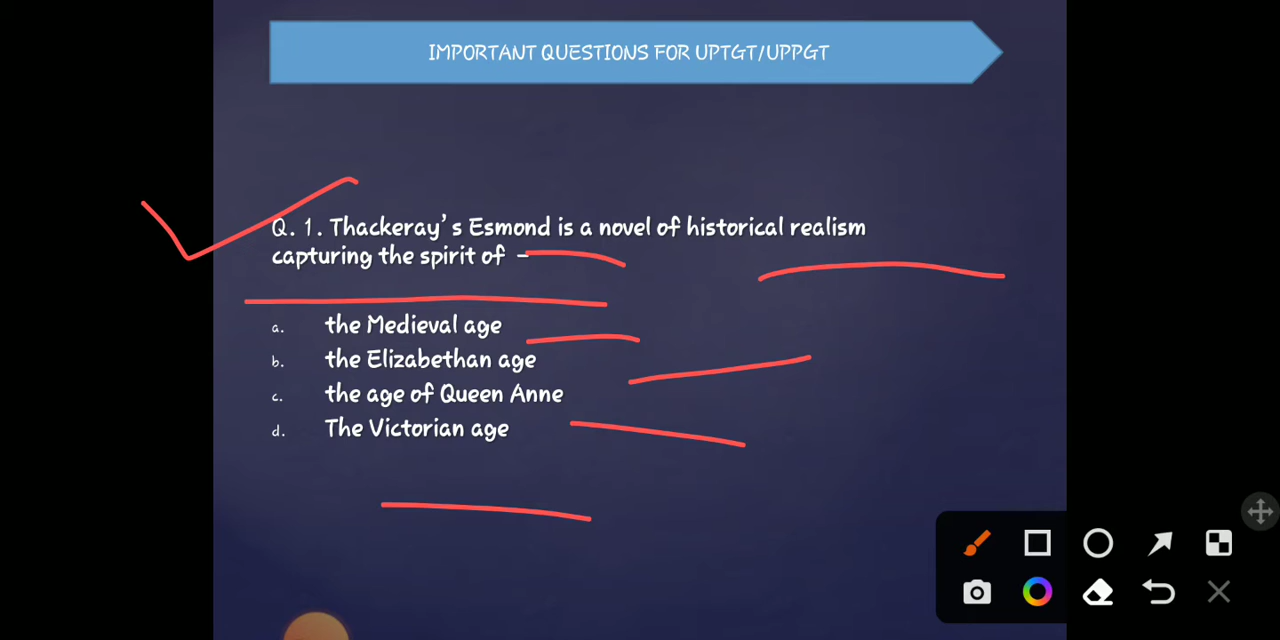 IMPORTANT QUESTIONS FOR UPTGT/UPPGT
Q. 1. Thackeray's Esmond is a novel of historical realism
capturing the spirit of –
a. the Medieval age
b. the Elizabethan age
c. the age of Queen Anne
d. The Victorian age